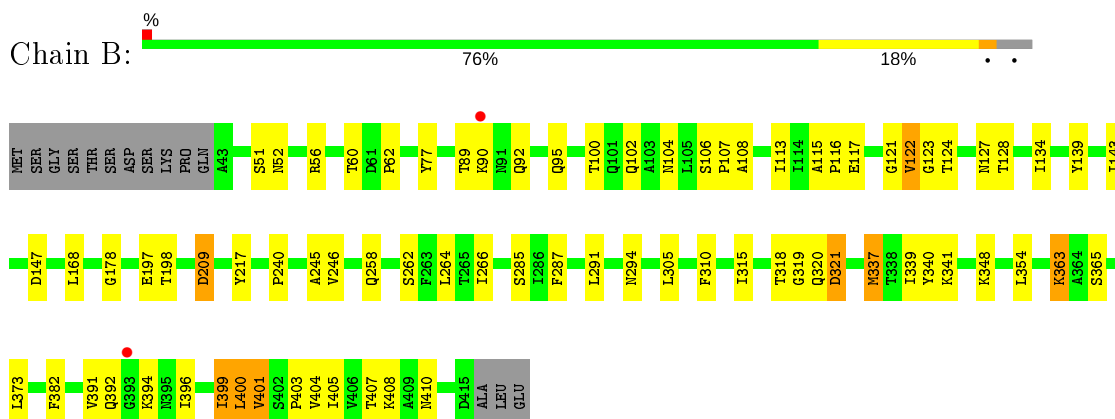 %
Chain B:
76% 18% • •
MET SER GLY SER SER THR SER ASP SER LYS PRO GLN A43 S51 N52 R56 T60 D61 P62 Y77 T89 K90 N91 Q92 Q95 T100 Q101 Q102 A103 N104 L105 S106 P107 A108 I113 I114 A115 P116 E117 G121 V122 G123 T124 N127 T128 I134 Y139 I143
D147 L168 G178 E197 T198 D209 Y217 P240 A245 V246 Q258 S262 F263 L264 T265 I266 S285 I286 F287 L291 N294 L305 F310 I315 T318 G319 Q320 D321 M337 T338 I339 Y340 K341 K348 L354 K363 A364 S365
L373 F382 V391 Q392 G393 K394 N395 I396 I399 L400 V401 S402 P403 V404 I405 V406 T407 K408 A409 N410 D415 ALA LEU GLU